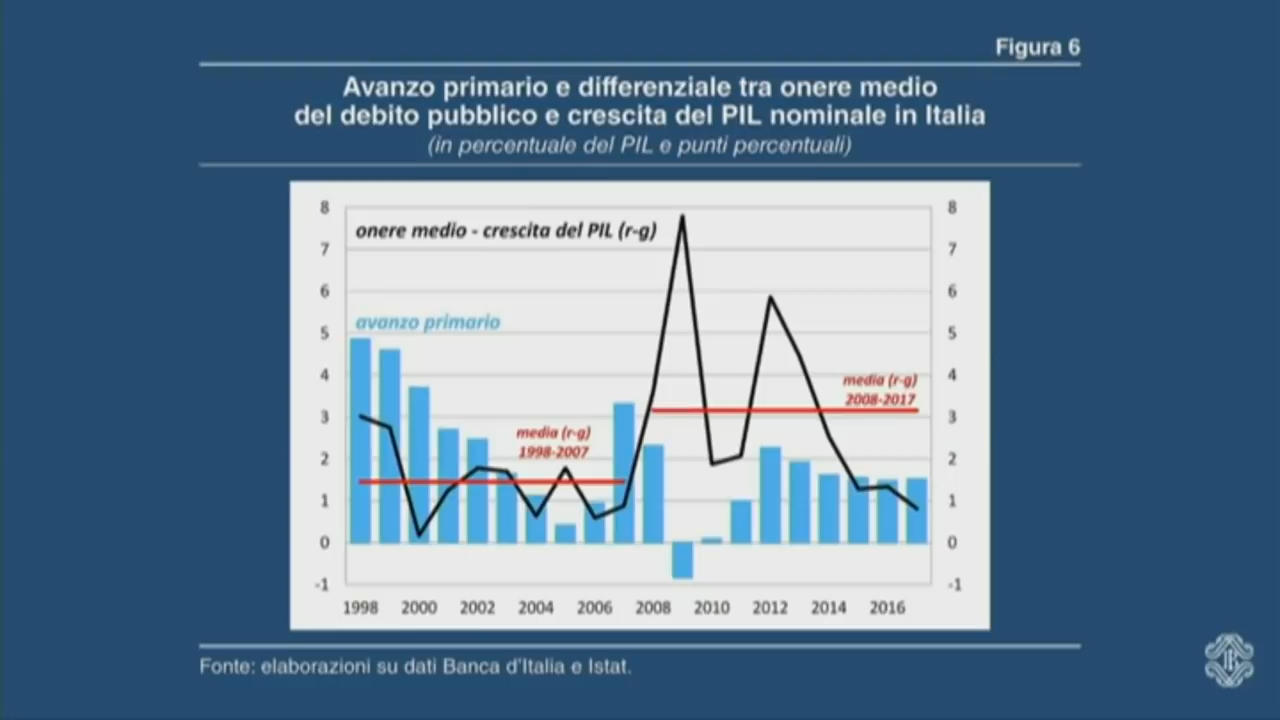 Figura 6
Avanzo primario e differenziale tra onere medio
del debito pubblico e crescita del PIL nominale in Italia
(in percentuale del PIL e punti percentuali)
8 8
onere medio - crescita del PIL (r-g)
7 7
6 6
avanzo primario
5 5
4 4
media (r-g)
2008-2017
3 3
media (r-g)
1998-2007
2 2
1 1
0 0
-1 -1
1998 2000 2002 2004 2006 2008 2010 2012 2014 2016
Fonte: elaborazioni su dati Banca d'Italia e Istat.